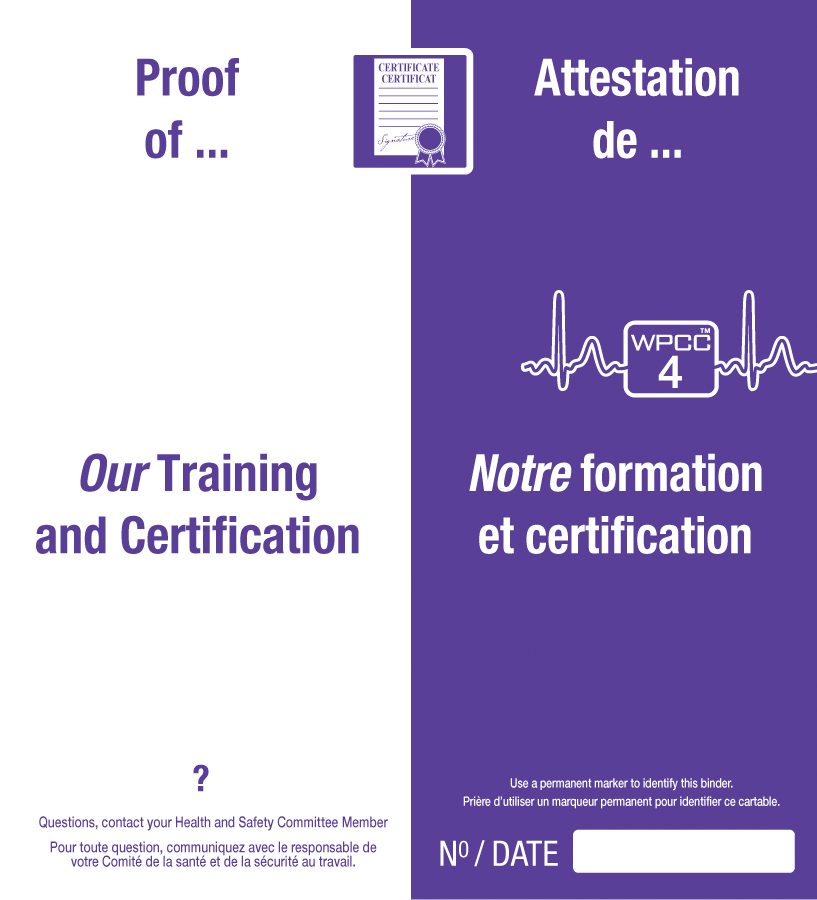 Proof
of ...
CERTIFICATE
CERTIFICAT
Signature
Attestation
de ...
WPCC™
4
Our Training
and Certification
Notre formation
et certification
?
Questions, contact your Health and Safety Committee Member
Pour toute question, communiquez avec le responsable de
votre Comité de la santé et de la sécurité au travail.
Use a permanent marker to identify this binder.
Prière d'utiliser un marqueur permanent pour identifier ce cartable.
Nº / DATE